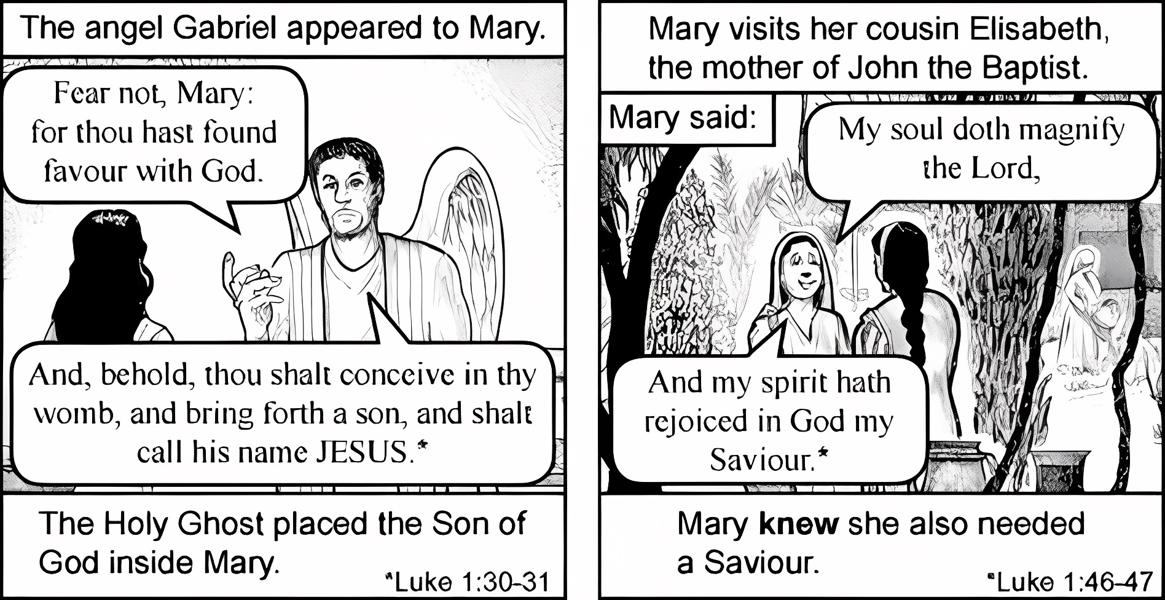 The angel Gabriel appeared to Mary.
Fear not, Mary:
for thou hast found
favour with God.
And, behold, thou shalt conceive in thy
womb, and bring forth a son, and shalt
call his name JESUS.*
The Holy Ghost placed the Son of
God inside Mary.
*Luke 1:30-31
Mary visits her cousin Elisabeth,
the mother of John the Baptist.
Mary said:
My soul doth magnify
the Lord,
And my spirit hath
rejoiced in God my
Saviour.*
Mary knew she also needed
a Saviour.
*Luke 1:46-47